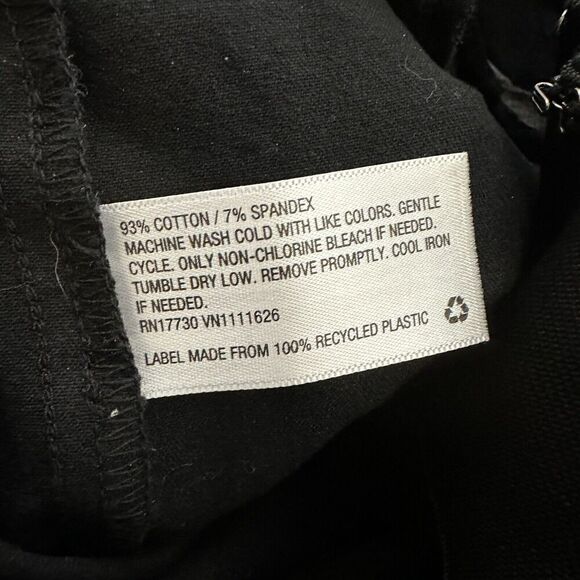 93% COTTON / 7% SPANDEX
MACHINE WASH COLD WITH LIKE COLORS. GENTLE
CYCLE. ONLY NON-CHLORINE BLEACH IF NEEDED.
TUMBLE DRY LOW. REMOVE PROMPTLY. COOL IRON
IF NEEDED.
RN17730 VN1111626
LABEL MADE FROM 100% RECYCLED PLASTIC